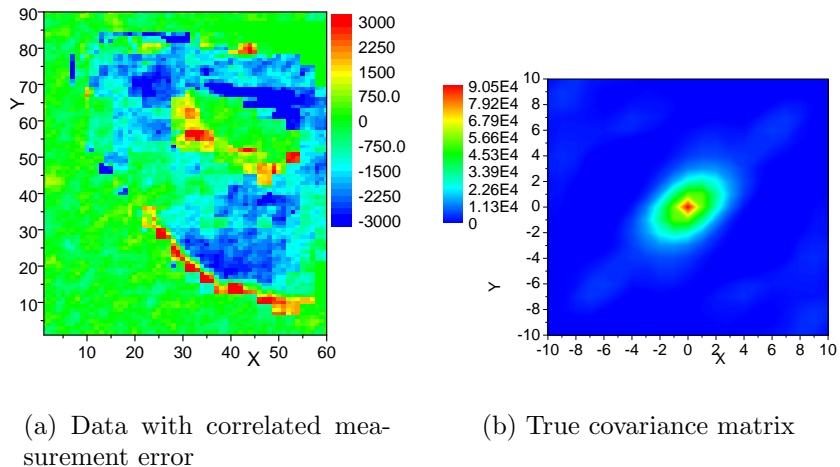 90
80
70
60
50
40
30
20
10
Y
10
20
30
40
50
60
X
3000
2250
1500
750.0
0
-750.0
-1500
-2250
-3000
9.05E4
7.92E4
6.79E4
5.66E4
4.53E4
3.39E4
2.26E4
1.13E4
0
10
8
6
4
2
0
-2
-4
-6
-8
-10
Y
-10 -8 -6 -4 -2 0 2 4 6 8 10
X
(a) Data with correlated mea-
surement error
(b) True covariance matrix